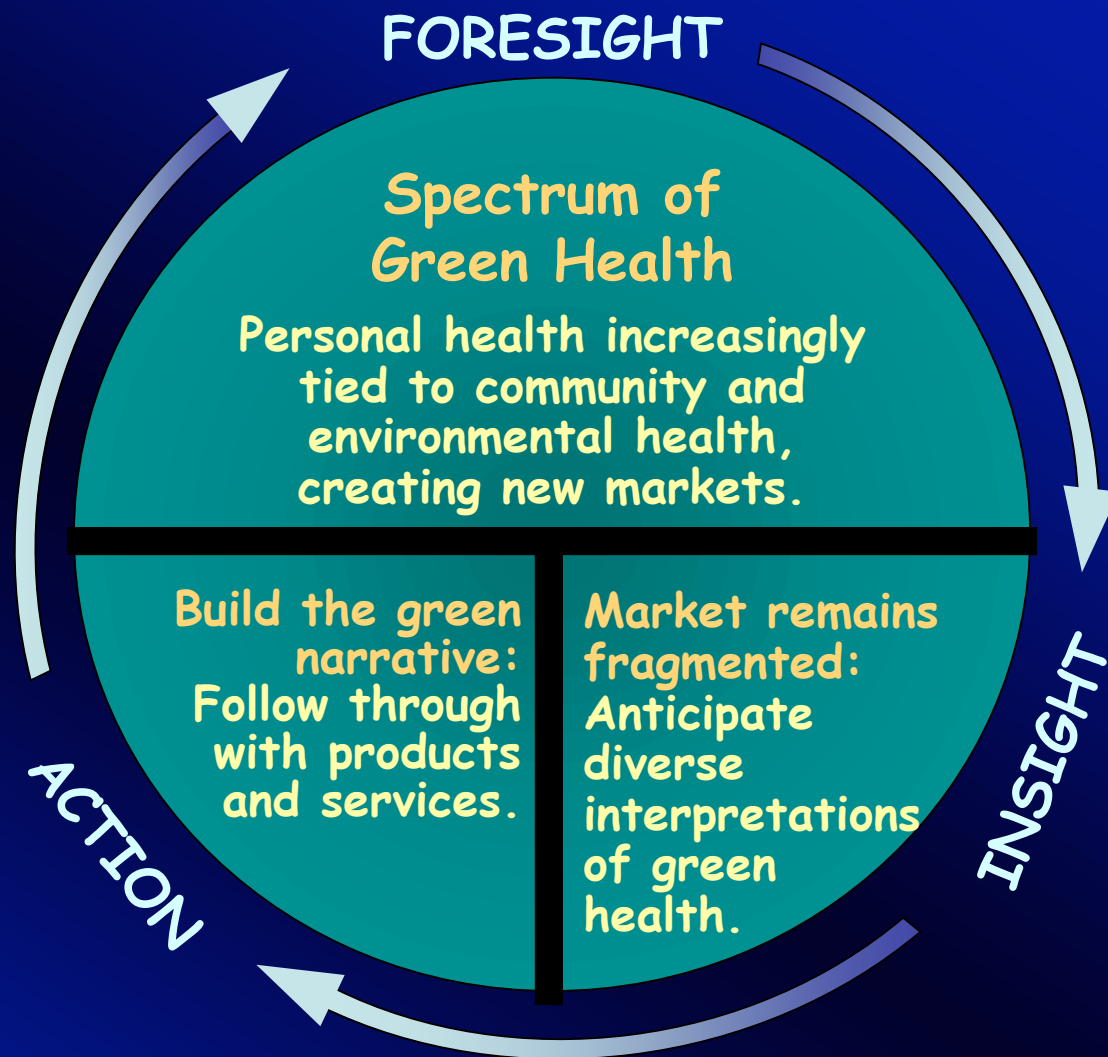 FORESIGHT
Spectrum of
Green Health
Personal health increasingly
tied to community and
environmental health,
creating new markets.
Build the green
narrative:
Follow through
with products
and services.
Market remains
fragmented:
Anticipate
diverse
interpretations
of green
health.
INSIGHT
ACTION